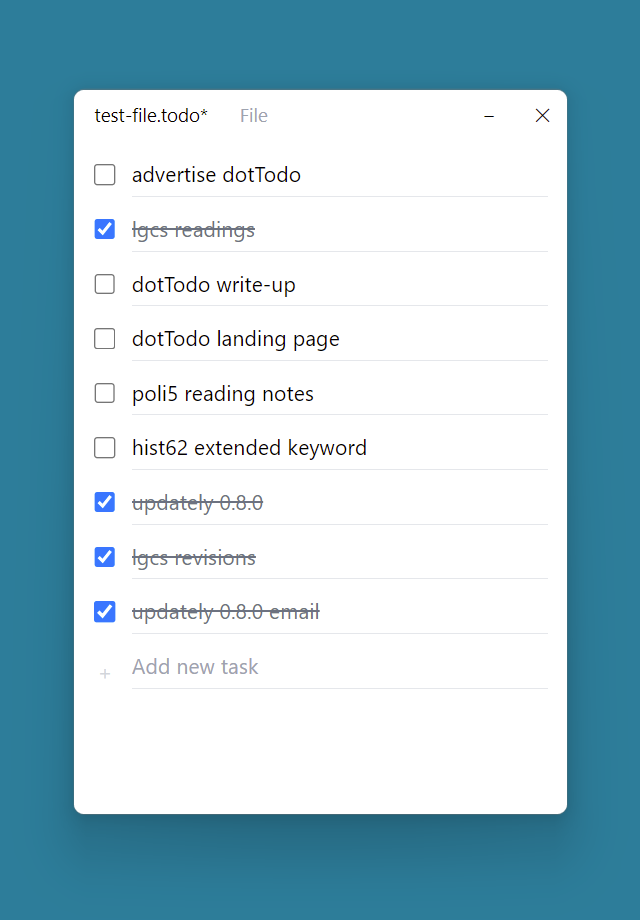 test-file.todo* File
advertise dotTodo
lgcs readings
dotTodo write-up
dotTodo landing page
poli5 reading notes
hist62 extended keyword
updately 0.8.0
lgcs revisions
updately 0.8.0 email
+ Add new task